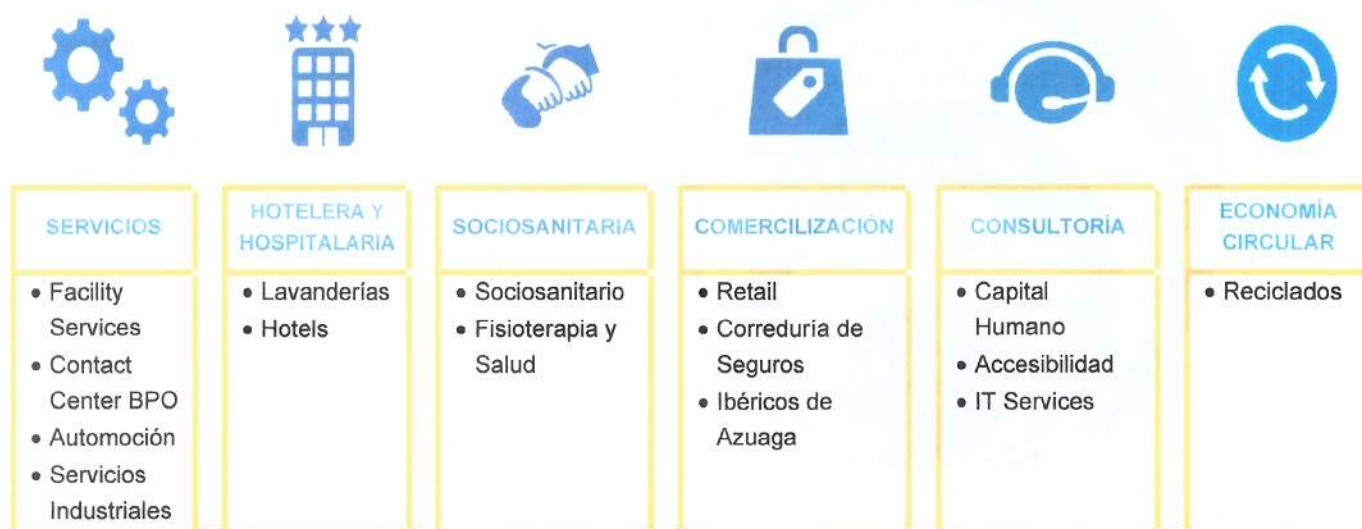 SERVICIOS
• Facility
Services
• Contact
Center BPO
• Automoción
• Servicios
Industriales
HOTELERA Y
HOSPITALARIA
• Lavanderías
• Hotels
SOCIOSANITARIA
• Sociosanitario
• Fisioterapia y
Salud
COMERCILIZACIÓN
• Retail
• Correduría de
Seguros
• Ibéricos de
Azuaga
CONSULTORÍA
• Capital
Humano
• Accesibilidad
• IT Services
ECONOMÍA
CIRCULAR
• Reciclados